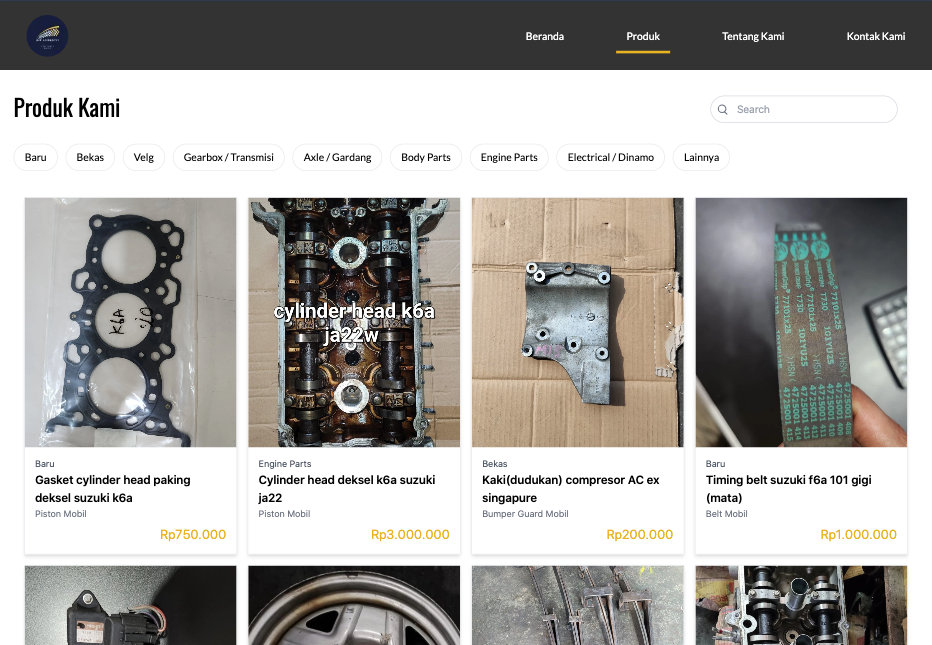 Beranda
Produk
Tentang Kami
Kontak Kami
Produk Kami
Search
Baru
Bekas
Velg
Gearbox / Transmisi
Axle / Gardang
Body Parts
Engine Parts
Electrical / Dinamo
Lainnya
K6A
cylinder head k6a
ja22w
Baru
Gasket cylinder head paking
deksel suzuki k6a
Piston Mobil
Rp750.000
Engine Parts
Cylinder head deksel k6a suzuki
ja22
Piston Mobil
Rp3.000.000
Bekas
Kaki(dudukan) compresor AC ex
singapure
Bumper Guard Mobil
Rp200.000
Baru
Timing belt suzuki f6a 101 gigi
(mata)
Belt Mobil
Rp1.000.000